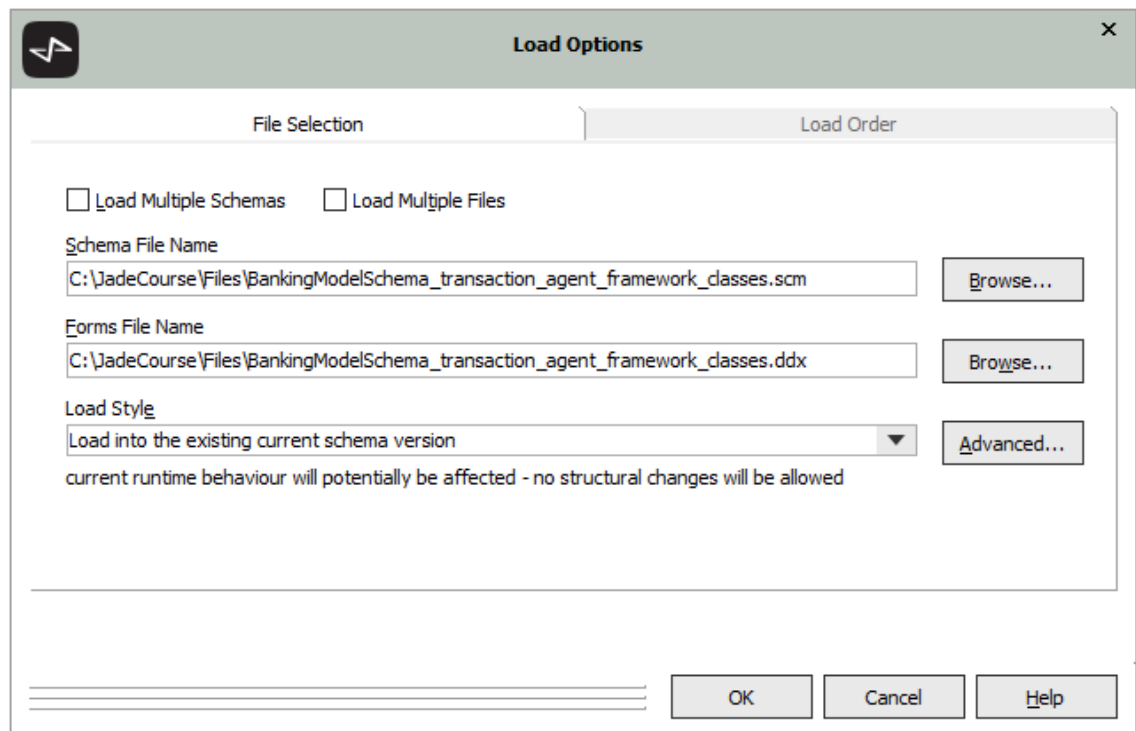 Load Options
File Selection
Load Order
Load Multiple Schemas
Load Multiple Files
Schema File Name
C:\JadeCourse\Files\BankingModelSchema_transaction_agent_framework_classes.scm
Browse...
Forms File Name
C:\JadeCourse\Files\BankingModelSchema_transaction_agent_framework_classes.ddx
Browse...
Load Style
Load into the existing current schema version
Advanced...
current runtime behaviour will potentially be affected - no structural changes will be allowed
OK
Cancel
Help